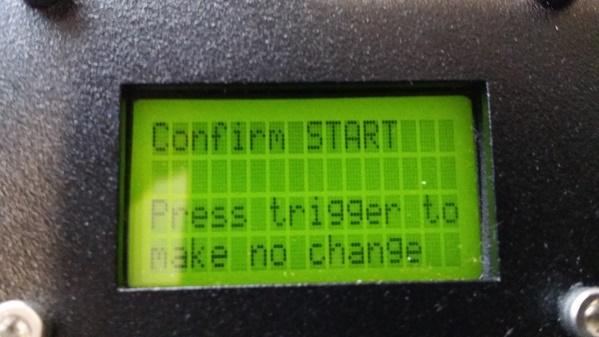 Confirm START
Press trigger to
make no change